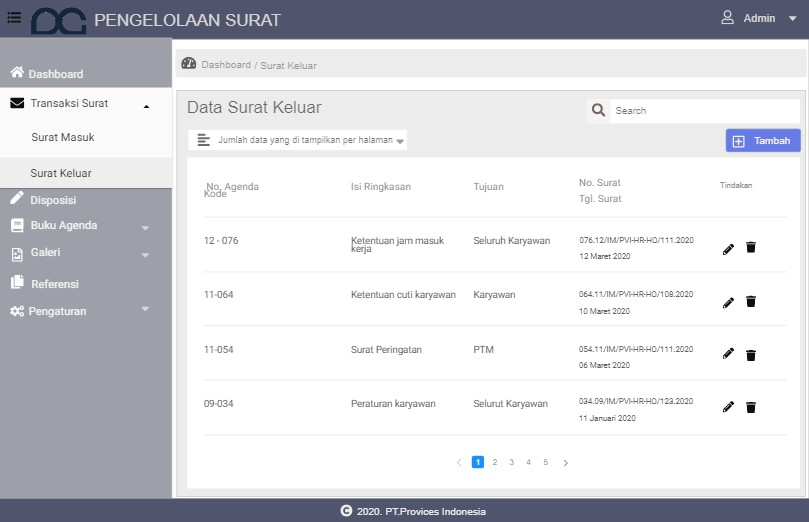 PENGELOLAAN SURAT
Admin
Dashboard
Transaksi Surat
Surat Masuk
Surat Keluar
Disposisi
Buku Agenda
Galeri
Referensi
Pengaturan
Dashboard / Surat Keluar
Data Surat Keluar
Search
Jumlah data yang di tampilkan per halaman
Tambah
No. Agenda
Kode
Isi Ringkasan
Tujuan
No. Surat
Tgl. Surat
Tindakan
12 - 076
Ketentuan jam masuk
kerja
Seluruh Karyawan
076.12/IM/PVI-HR-HO/111.2020
12 Maret 2020
11-064
Ketentuan cuti karyawan
Karyawan
064.11/IM/PVI-HR-HO/108.2020
10 Maret 2020
11-054
Surat Peringatan
PTM
054.11/IM/PVI-HR-HO/111.2020
06 Maret 2020
09-034
Peraturan karyawan
Selurut Karyawan
034.09/IM/PVI-HR-HO/123.2020
11 Januari 2020
< 1 2 3 4 5 >
© 2020. PT.Provices Indonesia